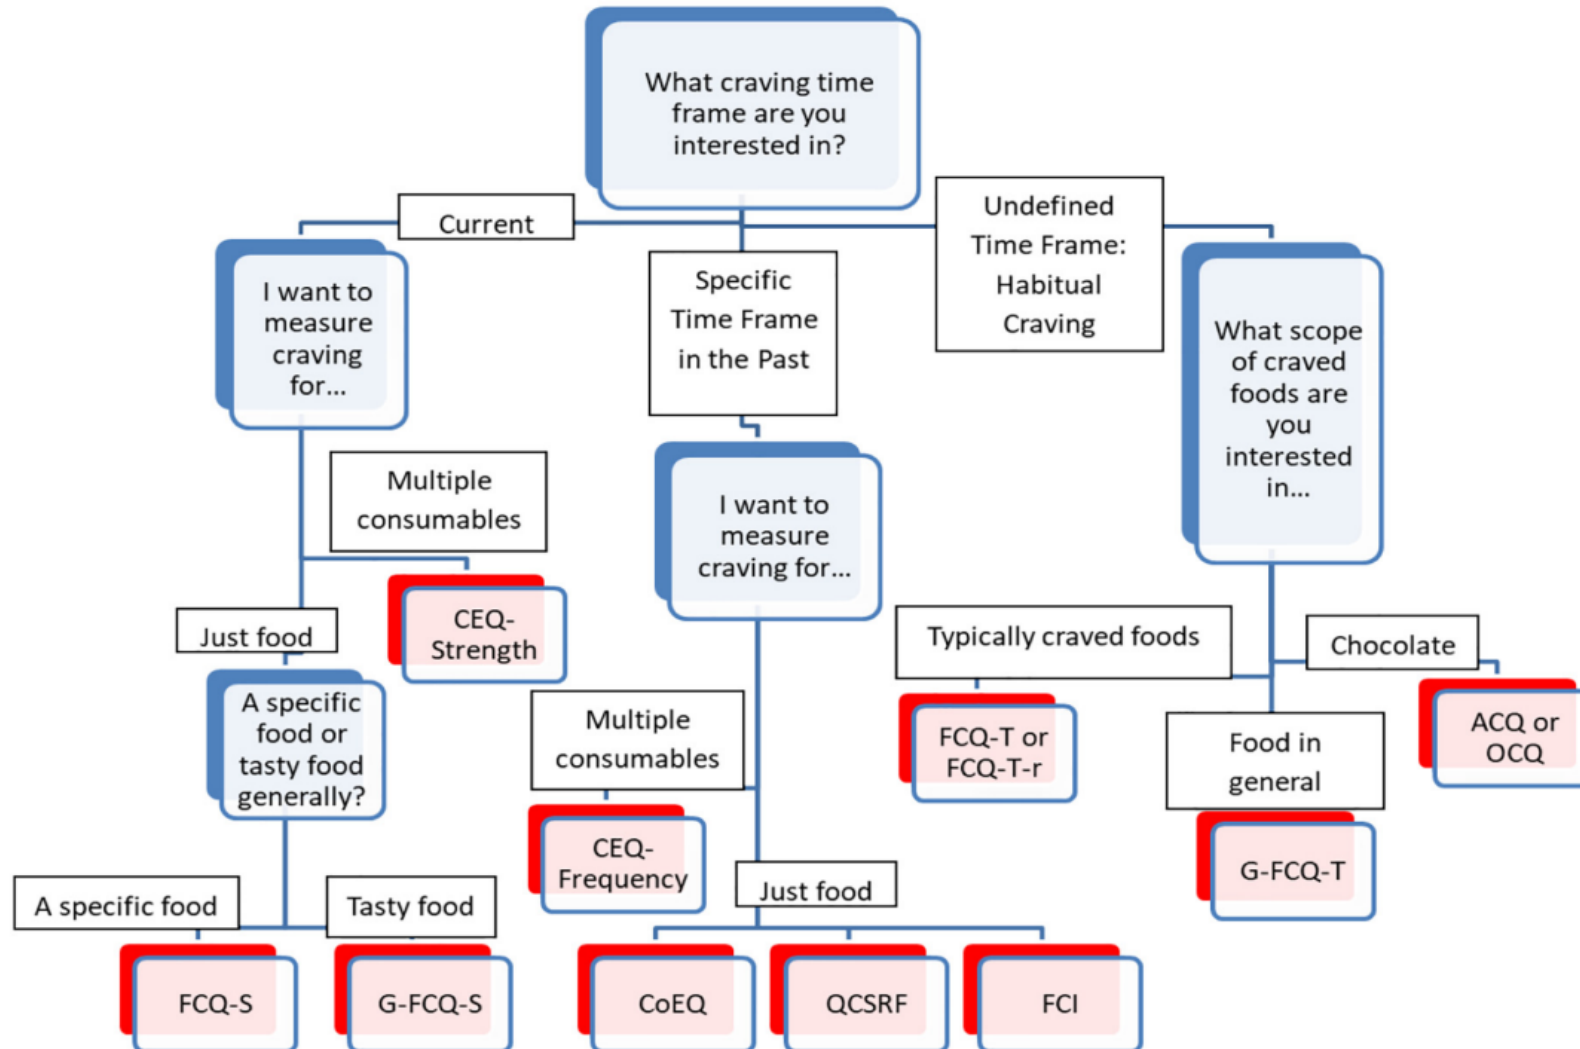 What craving time
frame are you
interested in?
Current
Specific
Time Frame
in the Past
Undefined
Time Frame:
Habitual
Craving
I want to
measure
craving
for...
What scope
of craved
foods are
you
interested
in...
Multiple
consumables
CEQ-
Strength
I want to
measure
craving for...
Just food
A specific
food or
tasty food
generally?
Typically craved foods
Chocolate
FCQ-T or
FCQ-T-r
Food in
general
ACQ or
OCQ
G-FCQ-T
Multiple
consumables
CEQ-
Frequency
Just food
A specific food
Tasty food
FCQ-S
G-FCQ-S
CoEQ
QCSRF
FCI